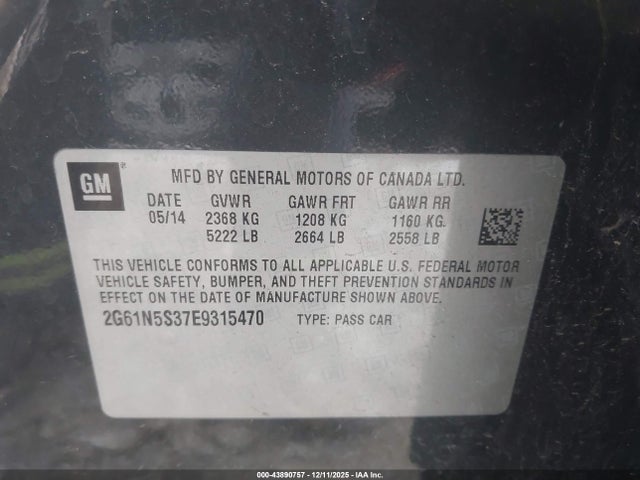 GM
MFD BY GENERAL MOTORS OF CANADA LTD.
DATE GVWR GAWR FRT GAWR RR
05/14 2368 KG 1208 KG 1160 KG.
5222 LB 2664 LB 2558 LB
THIS VEHICLE CONFORMS TO ALL APPLICABLE U.S. FEDERAL MOTOR
VEHICLE SAFETY, BUMPER, AND THEFT PREVENTION STANDARDS IN
EFFECT ON THE DATE OF MANUFACTURE SHOWN ABOVE.
2G61N5S37E9315470 TYPE: PASS CAR
000-43890757 - 12/11/2025 - IAA Inc.